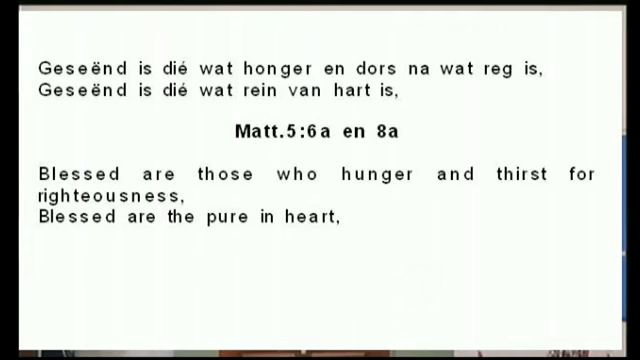 Geseënd is dié wat honger en dors na wat reg is,
Geseënd is dié wat rein van hart is,
Matt.5:6a en 8a
Blessed are those who hunger and thirst for
righteousness,
Blessed are the pure in heart,